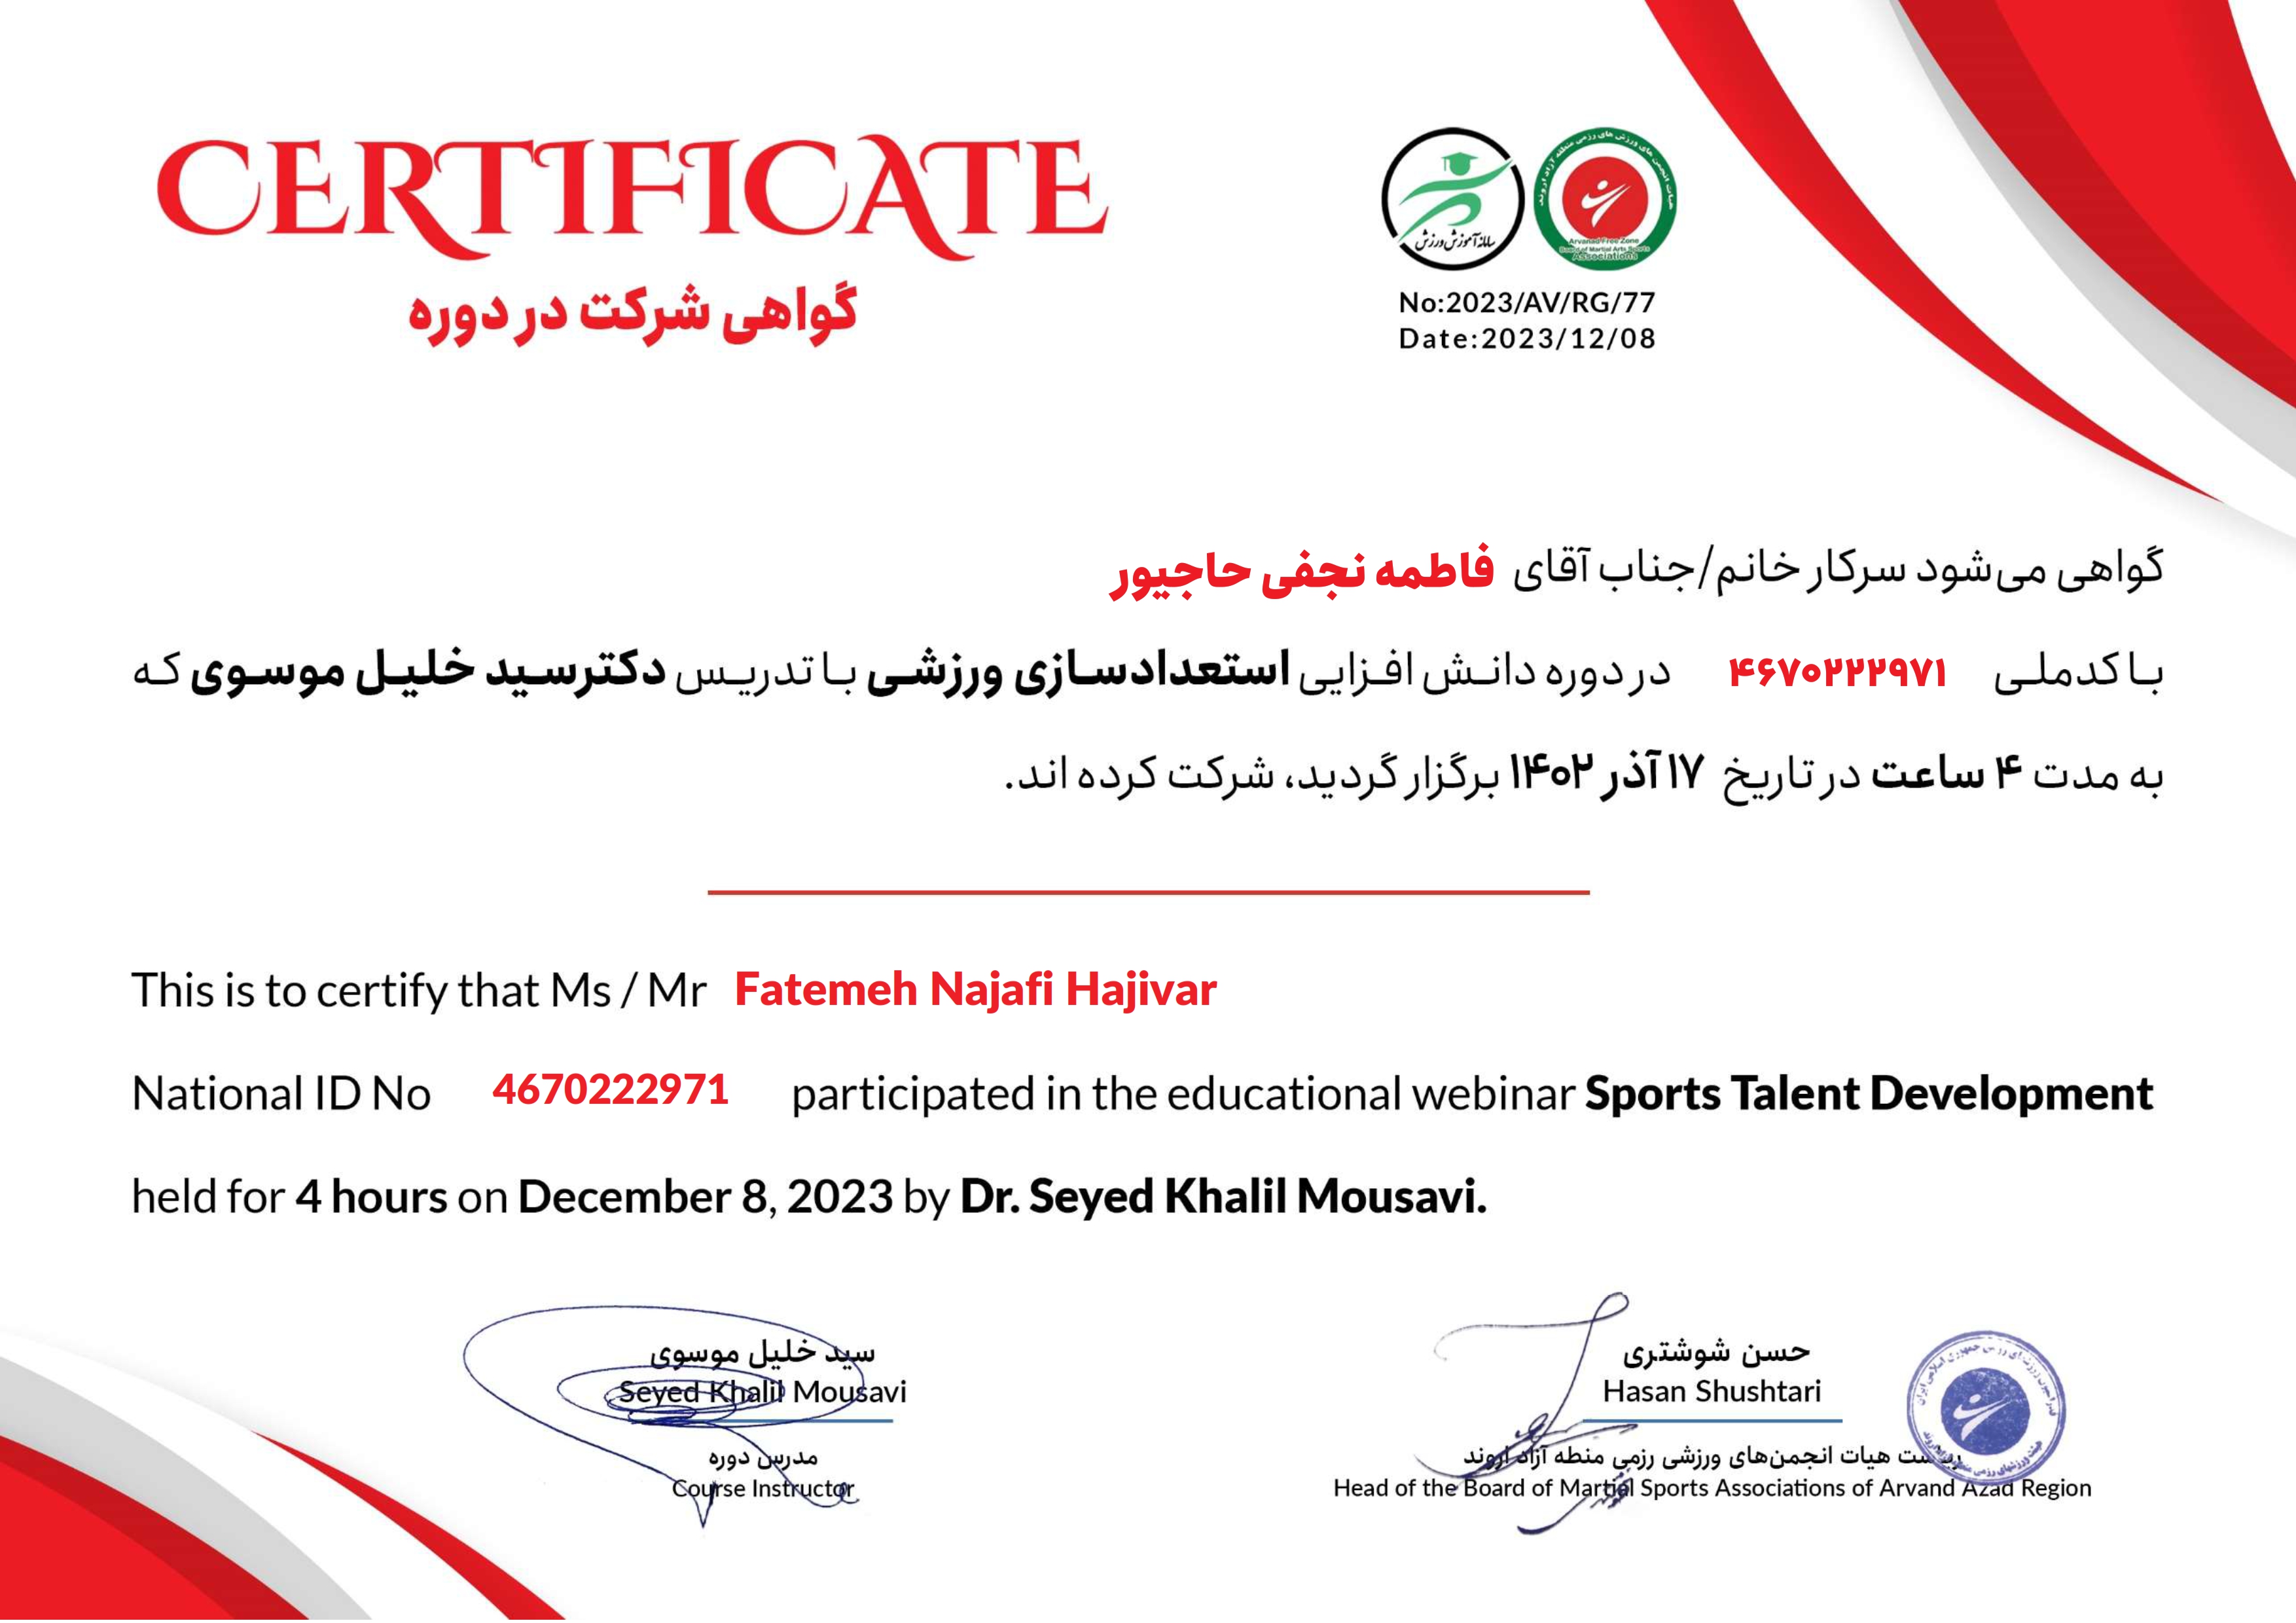 CERTIFICATE
گواهی شرکت در دوره
سامانه آموزش ورزش
هیات انجمن های ورزش های رزمی منطقه آزاد اروند
Arvanad Free Zone
Board of Martial Arts Sports
Associations
No:2023/AV/RG/77
Date:2023/12/08
گواهی می‌شود سرکار خانم/جناب آقای فاطمه نجفی حاجیور
با کدملی ۴۶۷۰۲۲۲۹۷۱ در دوره دانش افزایی استعدادسازی ورزشی با تدریس دکترسید خلیل موسوی که
به مدت ۴ ساعت در تاریخ ۱۷ آذر ۱۴۰۲ برگزار گردید، شرکت کرده اند.
This is to certify that Ms / Mr Fatemeh Najafi Hajivar
National ID No 4670222971 participated in the educational webinar Sports Talent Development
held for 4 hours on December 8, 2023 by Dr. Seyed Khalil Mousavi.
سید خلیل موسوی
Seyed Khalil Mousavi
مدرس دوره
Course Instructor
حسن شوشتری
Hasan Shushtari
هیات انجمن‌های ورزشی رزمی منطه آزاد اروند
Head of the Board of Martial Sports Associations of Arvand Azad Region